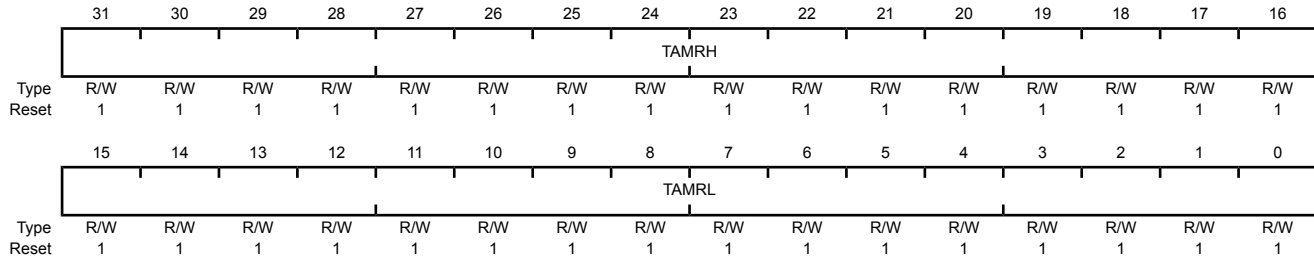 31 30 29 28 27 26 25 24 23 22 21 20 19 18 17 16
TAMRH
Type R/W R/W R/W R/W R/W R/W R/W R/W R/W R/W R/W R/W R/W R/W R/W R/W
Reset 1 1 1 1 1 1 1 1 1 1 1 1 1 1 1 1
15 14 13 12 11 10 9 8 7 6 5 4 3 2 1 0
TAMRL
Type R/W R/W R/W R/W R/W R/W R/W R/W R/W R/W R/W R/W R/W R/W R/W R/W
Reset 1 1 1 1 1 1 1 1 1 1 1 1 1 1 1 1